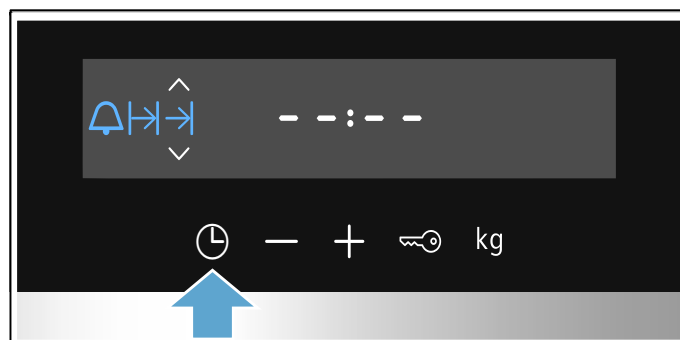 – –:– –
kg